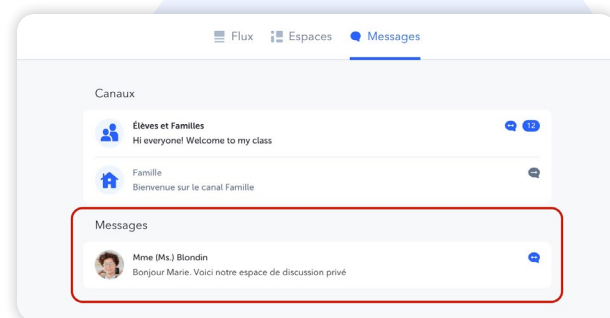 Flux Espaces Messages
Canaux
Élèves et Familles 12
Hi everyone! Welcome to my class
Famille
Bienvenue sur le canal Famille
Messages
Mme (Ms.) Blondin
Bonjour Marie. Voici notre espace de discussion privé